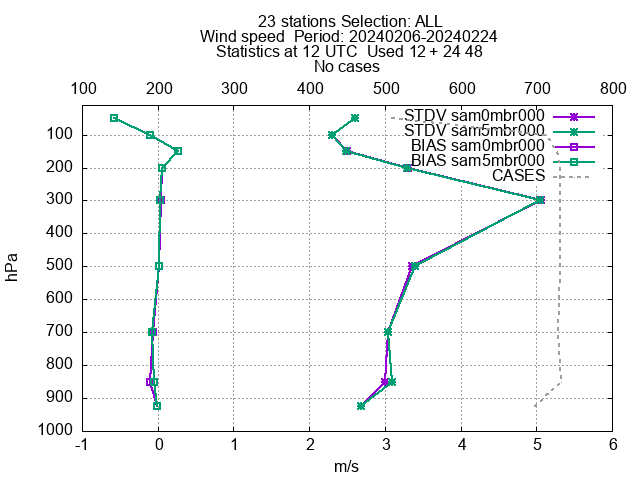 23 stations Selection: ALL
Wind speed  Period: 20240206-20240224
Statistics at 12 UTC  Used 12 + 24 48
No cases
100 200 300 400 500 600 700 800
STDV sam0mbr000
STDV sam5mbr000
BIAS sam0mbr000
BIAS sam5mbr000
CASES
hPa
100
200
300
400
500
600
700
800
900
1000
-1 0 1 2 3 4 5 6
m/s